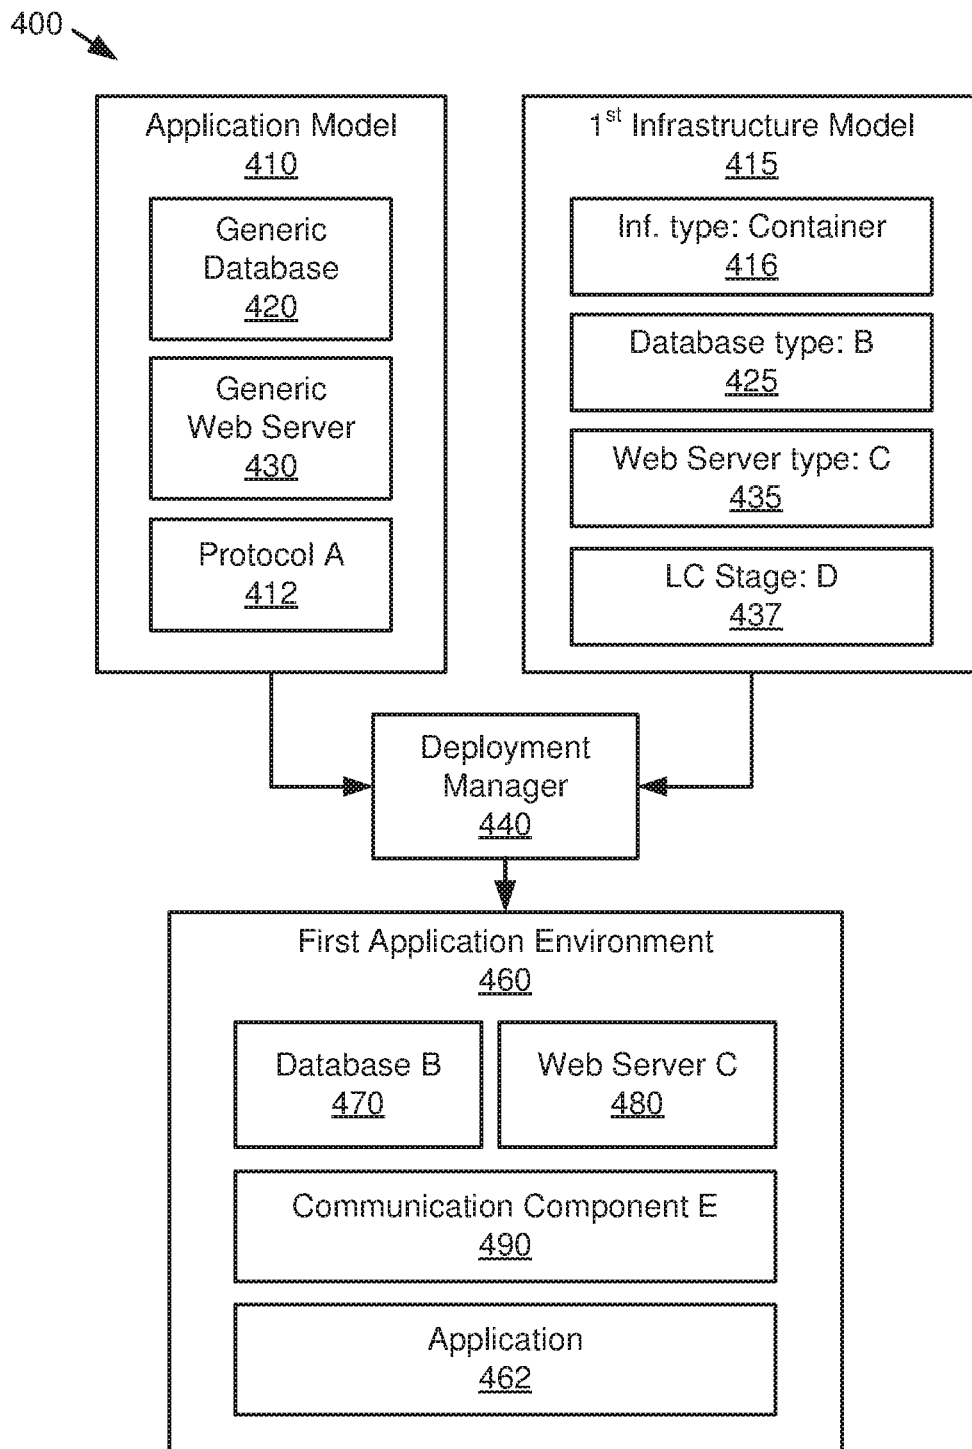 400
Application Model
410
Generic
Database
420
Generic
Web Server
430
Protocol A
412
1st Infrastructure Model
415
Inf. type: Container
416
Database type: B
425
Web Server type: C
435
LC Stage: D
437
Deployment
Manager
440
First Application Environment
460
Database B
470
Web Server C
480
Communication Component E
490
Application
462